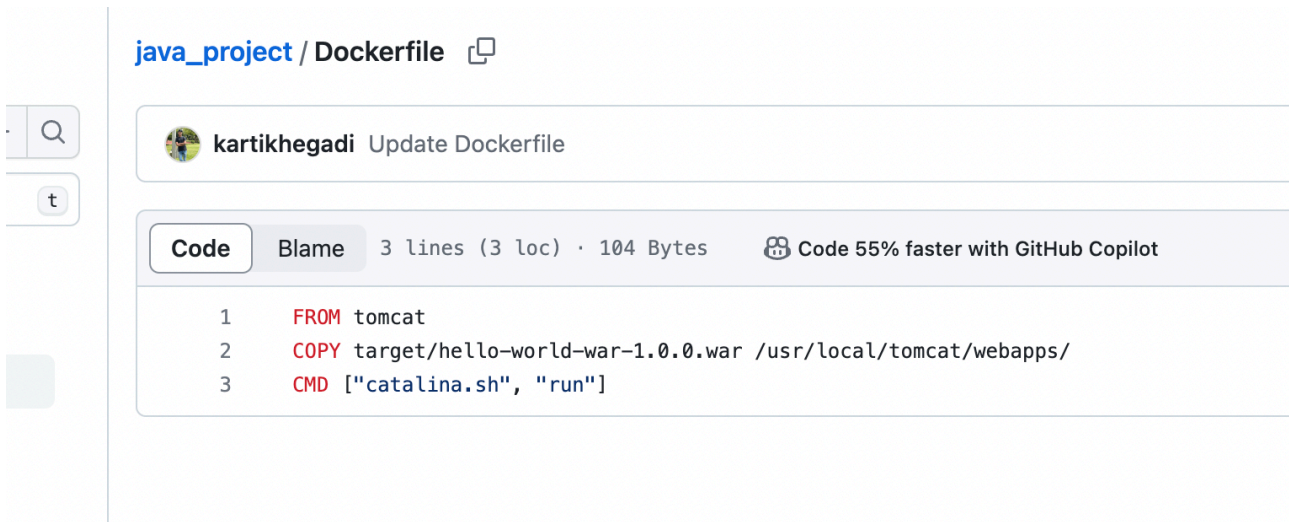 java_project / Dockerfile
kartikhegadi Update Dockerfile
t
Code Blame 3 lines (3 loc) · 104 Bytes Code 55% faster with GitHub Copilot
1 FROM tomcat
2 COPY target/hello-world-war-1.0.0.war /usr/local/tomcat/webapps/
3 CMD ["catalina.sh", "run"]